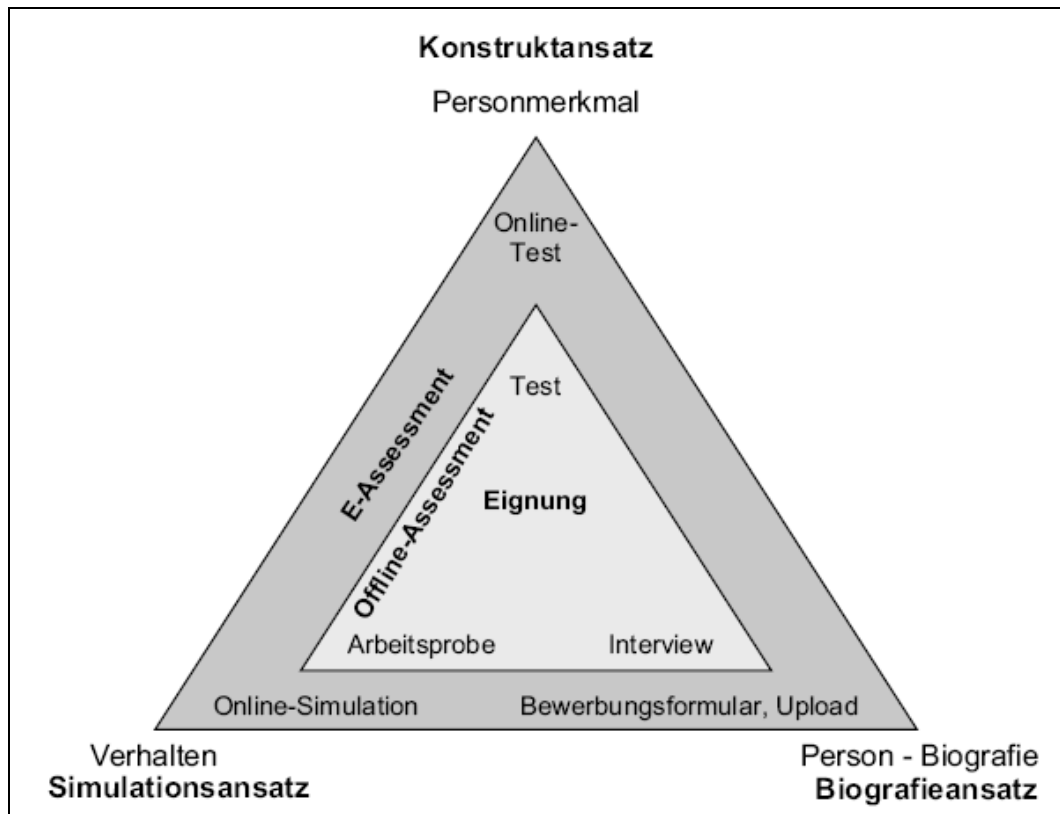 Konstruktansatz
Personmerkmal
Online-
Test
E-Assessment
Offline-Assessment
Test
Eignung
Arbeitsprobe
Interview
Online-Simulation
Bewerbungsformular, Upload
Verhalten
Simulationsansatz
Person - Biografie
Biografieansatz